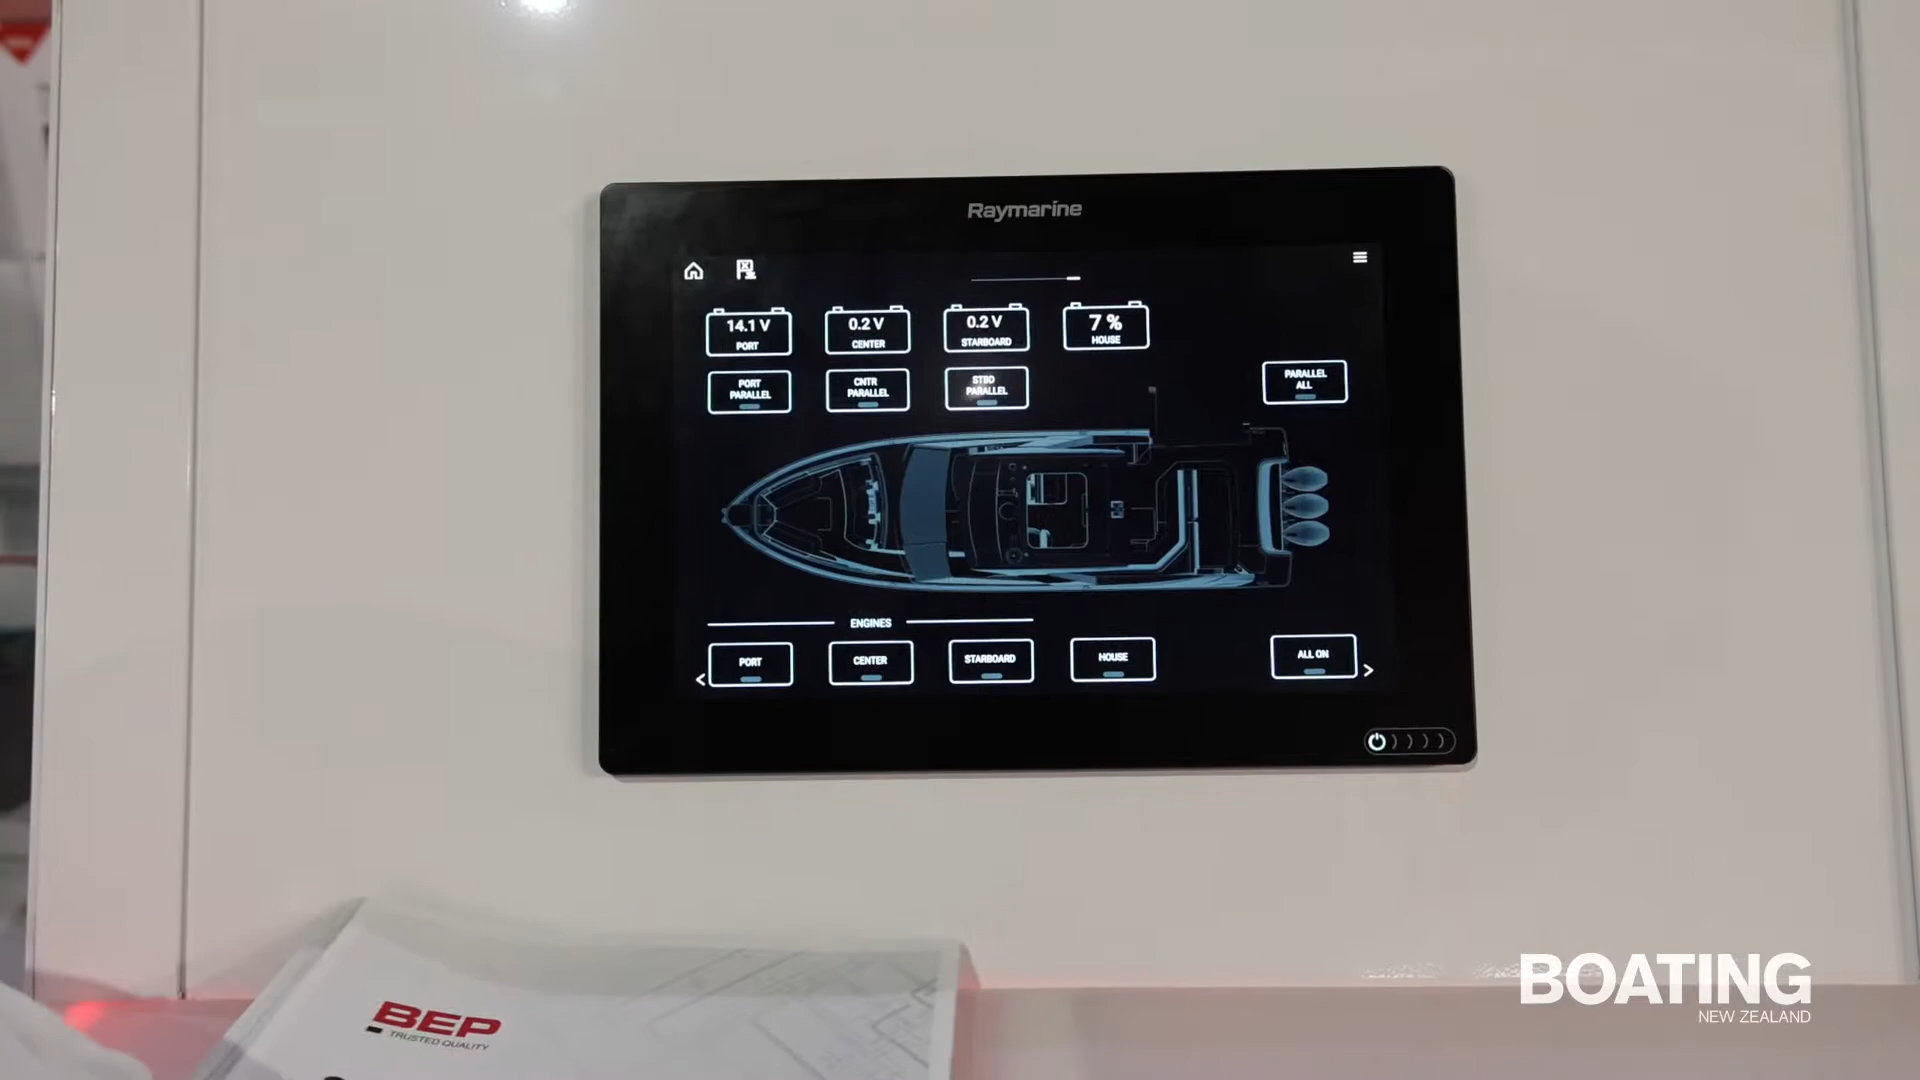 Raymarine
14.1 V
PORT
0.2 V
CENTER
0.2 V
STARBOARD
7 %
HOUSE
PORT
PARALLEL
CNTR
PARALLEL
STBD
PARALLEL
PARALLEL
ALL
ENGINES
PORT
CENTER
STARBOARD
HOUSE
ALL ON
BEP
TRUSTED QUALITY
BOATING
NEW ZEALAND